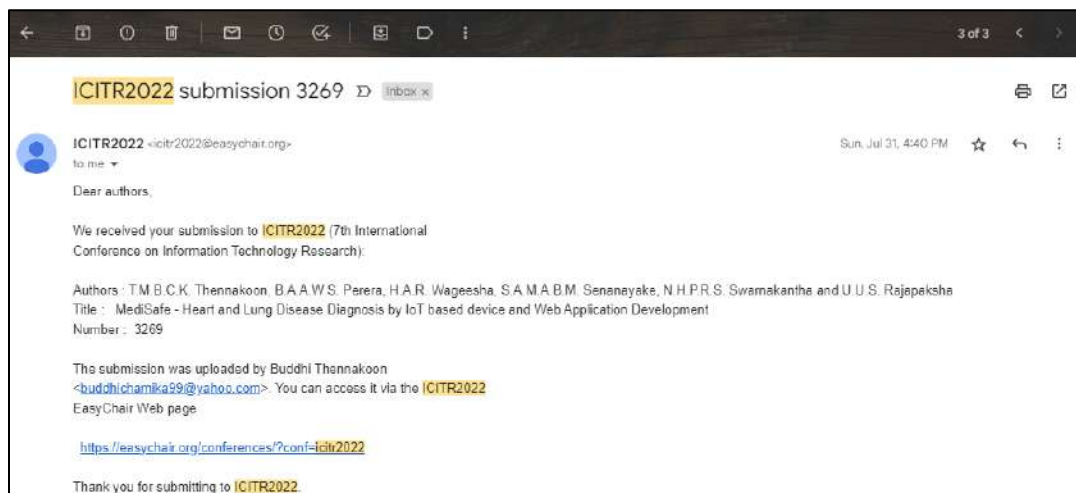 3 of 3
ICITR2022 submission 3269 Inbox x
ICITR2022 <icitr2022@easychair.org>
Sun, Jul 31, 4:40 PM
to me
Dear authors,
We received your submission to ICITR2022 (7th International
Conference on Information Technology Research):
Authors : T.M.B.C.K. Thennakoon, B.A.A.W.S. Perera, H.A.R. Wageesha, S.A.M.A.B.M. Senanayake, N.H.P.R.S. Swarnakantha and U.U.S. Rajapaksha
Title : MediSafe - Heart and Lung Disease Diagnosis by IoT based device and Web Application Development
Number : 3269
The submission was uploaded by Buddhi Thennakoon
<buddhichamika99@yahoo.com>. You can access it via the ICITR2022
EasyChair Web page
https://easychair.org/conferences/?conf=icitr2022
Thank you for submitting to ICITR2022.